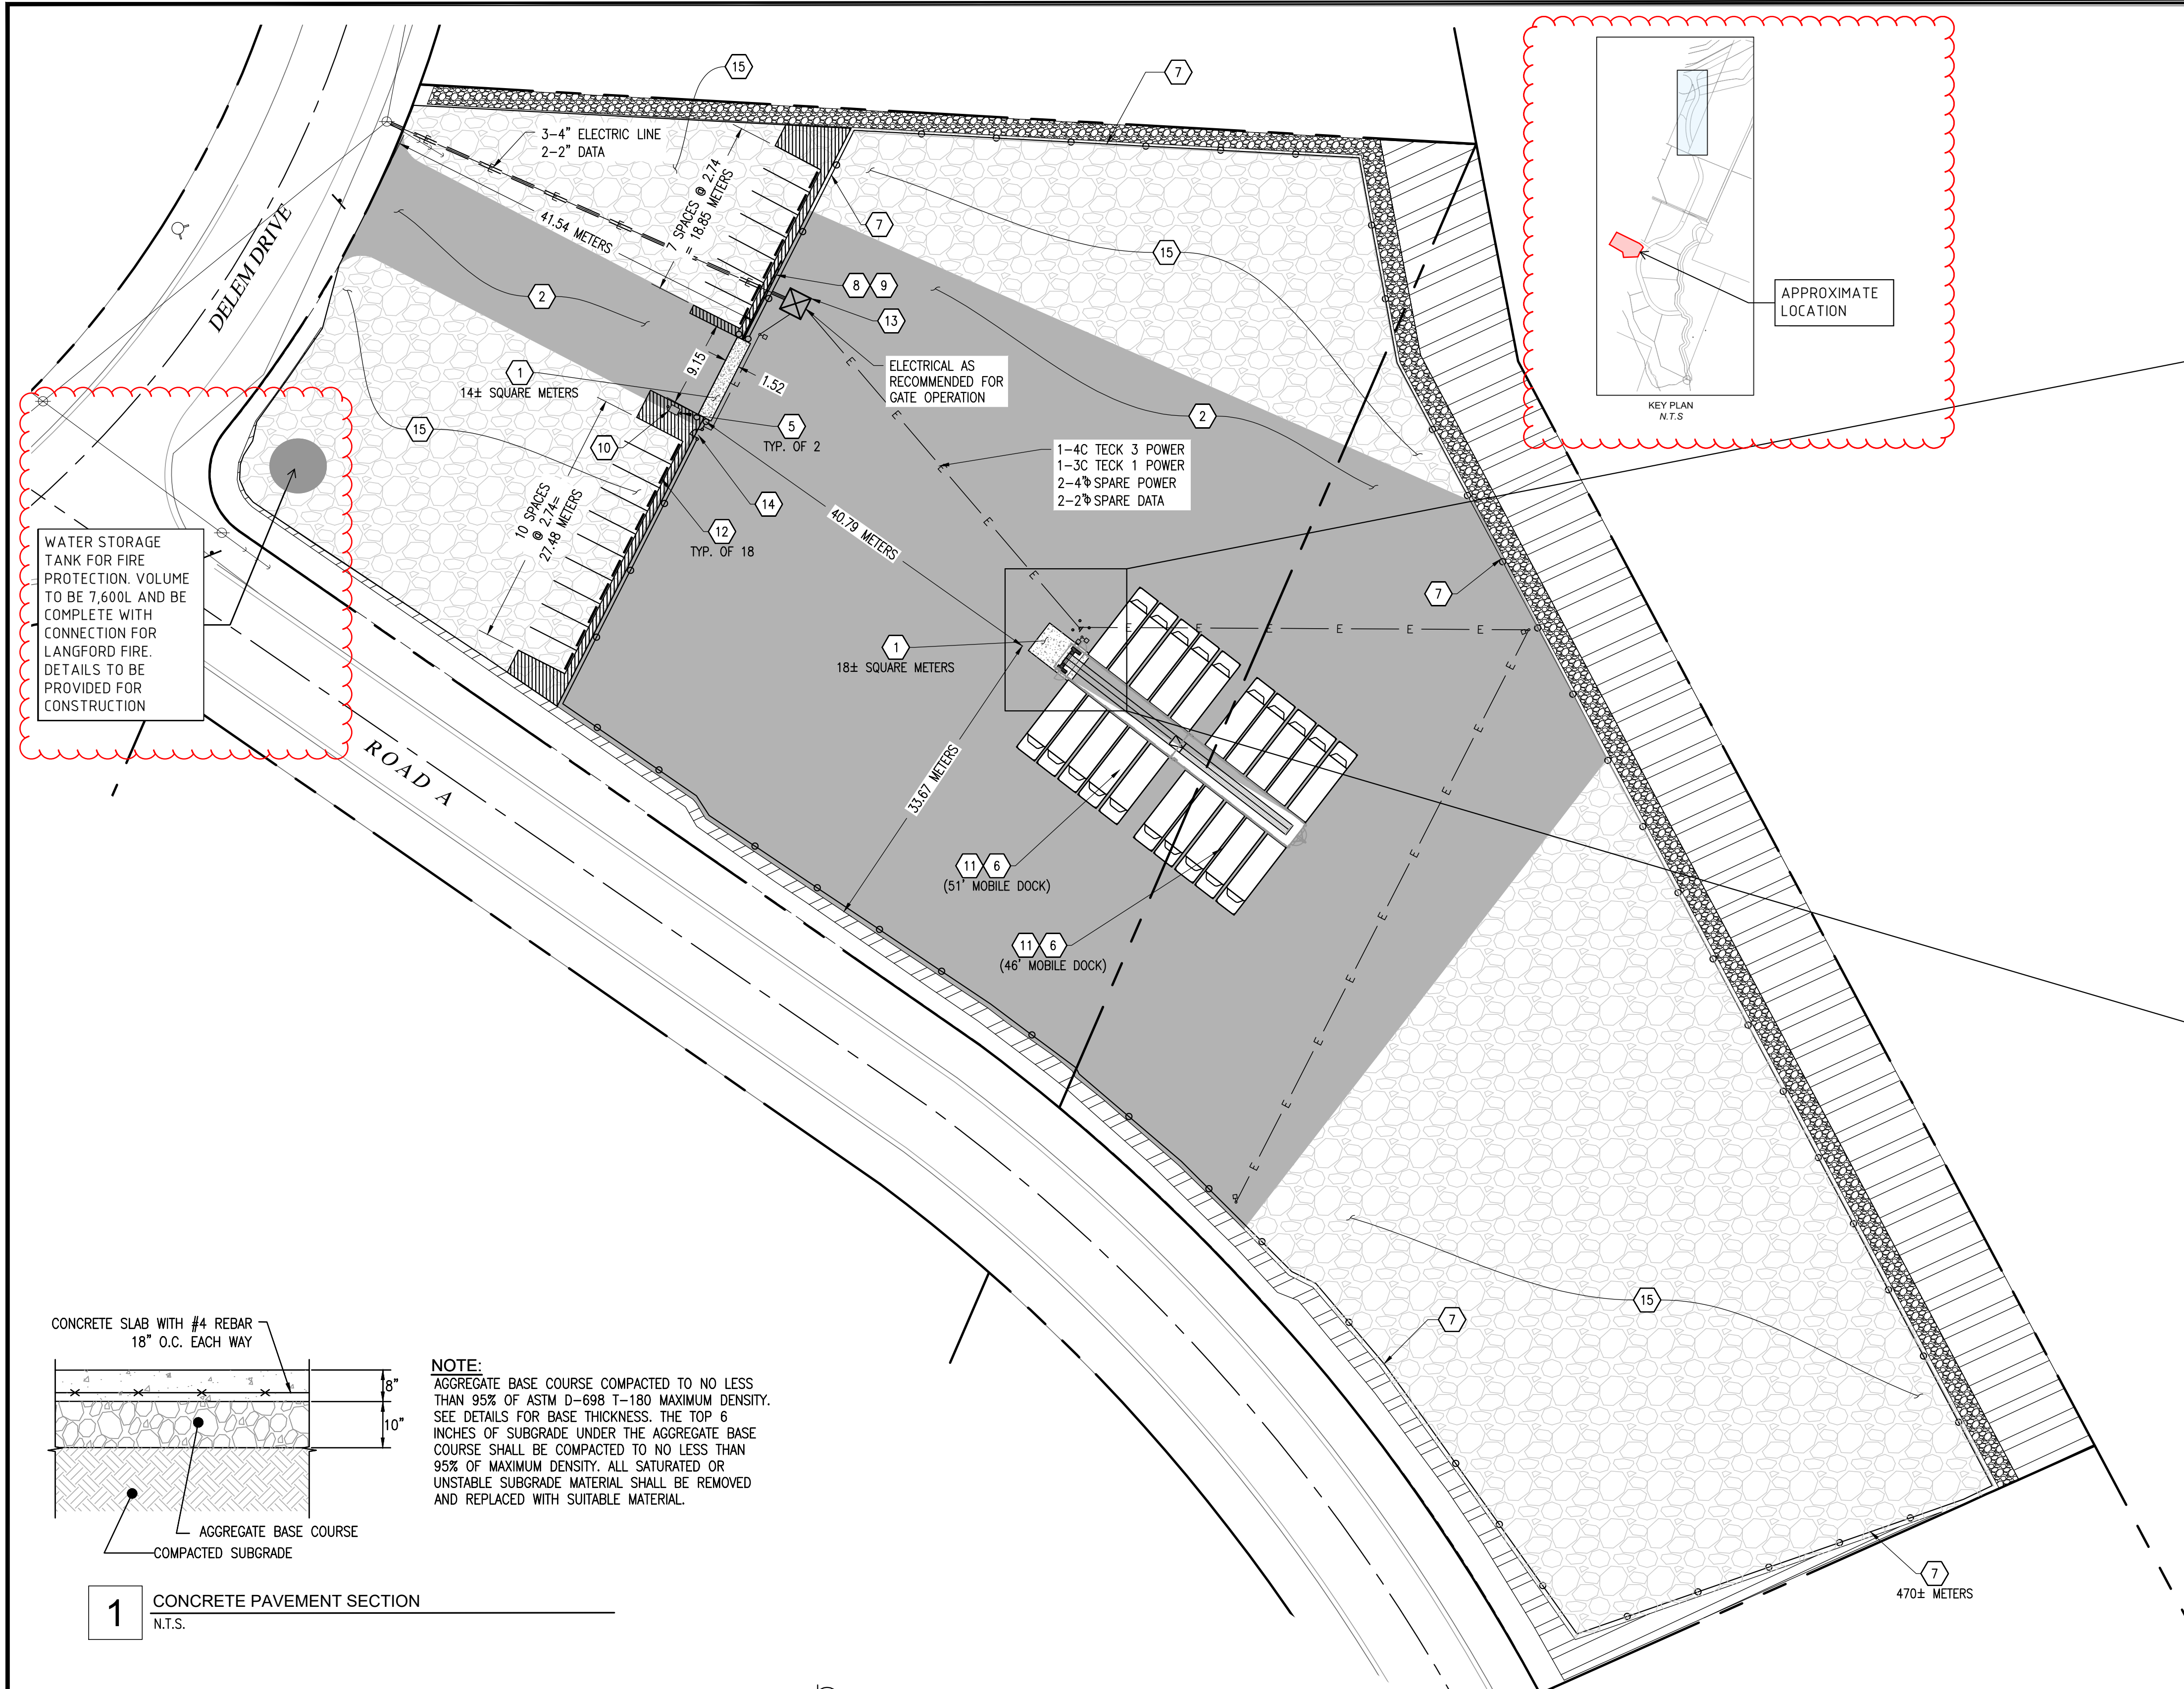 15
7
3-4" ELECTRIC LINE
2-2" DATA
7 SPACES @ 2.74
= 18.85 METERS
41.54 METERS
DELEM DRIVE
7
15
2
8
9
13
ELECTRICAL AS
RECOMMENDED FOR
GATE OPERATION
9.15
1.52
1
14± SQUARE METERS
5
TYP. OF 2
10
14
12
TYP. OF 18
15
10 SPACES
@ 2.74=
27.48 METERS
2
1-4C TECK 3 POWER
1-3C TECK 1 POWER
2-4"Φ SPARE POWER
2-2"Φ SPARE DATA
40.79 METERS
APPROXIMATE
LOCATION
KEY PLAN
N.T.S
WATER STORAGE
TANK FOR FIRE
PROTECTION. VOLUME
TO BE 7,600L AND BE
COMPLETE WITH
CONNECTION FOR
LANGFORD FIRE.
DETAILS TO BE
PROVIDED FOR
CONSTRUCTION
7
1
18± SQUARE METERS
E E E E E E
33.67 METERS
ROAD A
11
6
(51' MOBILE DOCK)
11
6
(46' MOBILE DOCK)
15
7
7
470± METERS
CONCRETE SLAB WITH #4 REBAR
18" O.C. EACH WAY
8"
10"
AGGREGATE BASE COURSE
COMPACTED SUBGRADE
NOTE:
AGGREGATE BASE COURSE COMPACTED TO NO LESS
THAN 95% OF ASTM D-698 T-180 MAXIMUM DENSITY.
SEE DETAILS FOR BASE THICKNESS. THE TOP 6
INCHES OF SUBGRADE UNDER THE AGGREGATE BASE
COURSE SHALL BE COMPACTED TO NO LESS THAN
95% OF MAXIMUM DENSITY. ALL SATURATED OR
UNSTABLE SUBGRADE MATERIAL SHALL BE REMOVED
AND REPLACED WITH SUITABLE MATERIAL.
1
CONCRETE PAVEMENT SECTION
N.T.S.